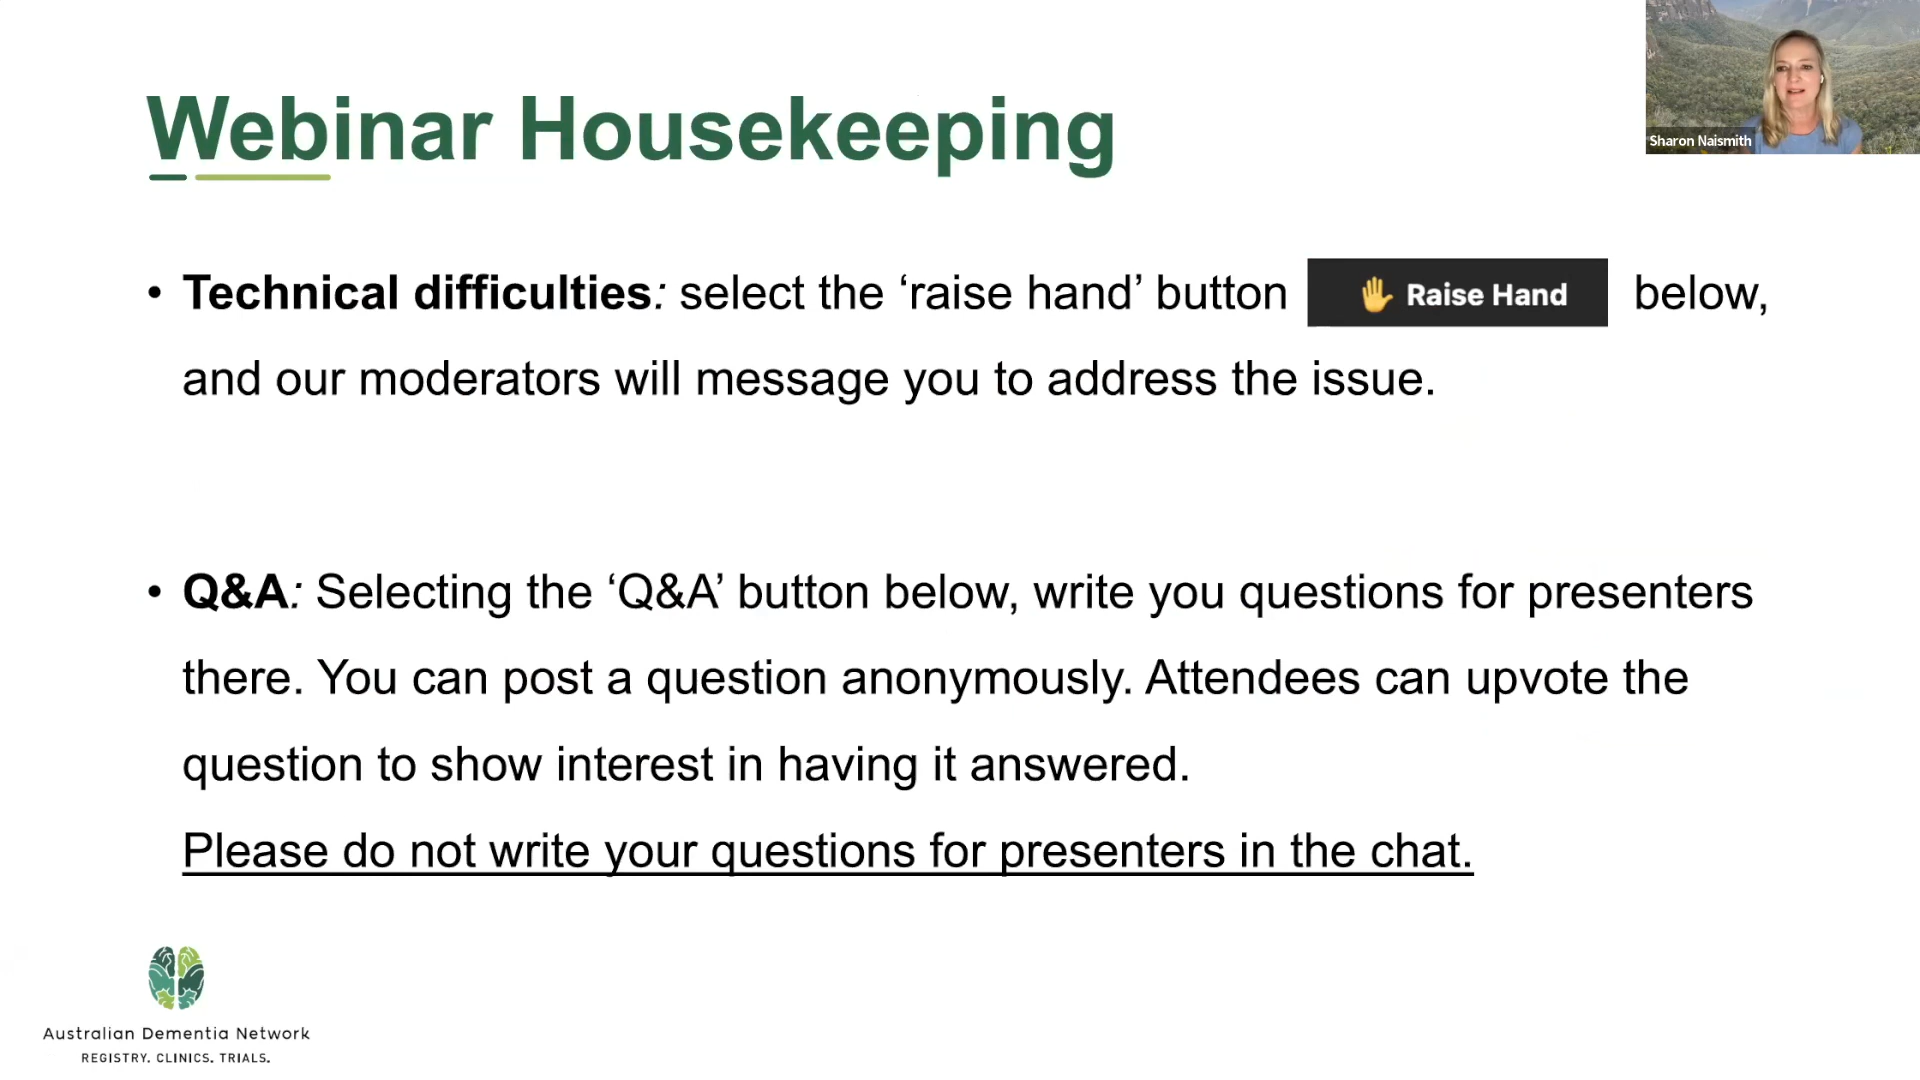 Webinar Housekeeping
Sharon Naismith
• Technical difficulties: select the ‘raise hand’ button ✋ Raise Hand below,
and our moderators will message you to address the issue.
• Q&A: Selecting the ‘Q&A’ button below, write you questions for presenters
there. You can post a question anonymously. Attendees can upvote the
question to show interest in having it answered.
Please do not write your questions for presenters in the chat.
Australian Dementia Network
REGISTRY. CLINICS. TRIALS.